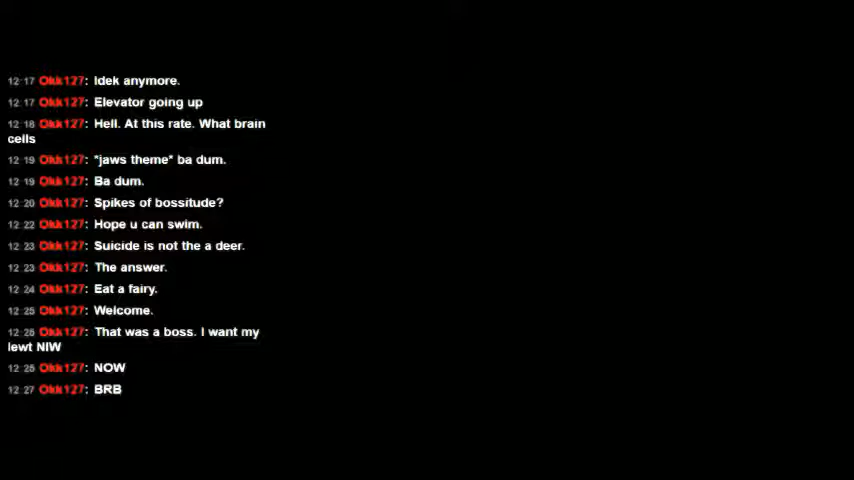 12:17 Okk127: Idek anymore.
12:17 Okk127: Elevator going up
12:18 Okk127: Hell. At this rate. What brain
cells
12:19 Okk127: *jaws theme* ba dum.
12:19 Okk127: Ba dum.
12:20 Okk127: Spikes of bossitude?
12:22 Okk127: Hope u can swim.
12:23 Okk127: Suicide is not the a deer.
12:23 Okk127: The answer.
12:24 Okk127: Eat a fairy.
12:25 Okk127: Welcome.
12:26 Okk127: That was a boss. I want my
lewt NIW
12:26 Okk127: NOW
12:27 Okk127: BRB